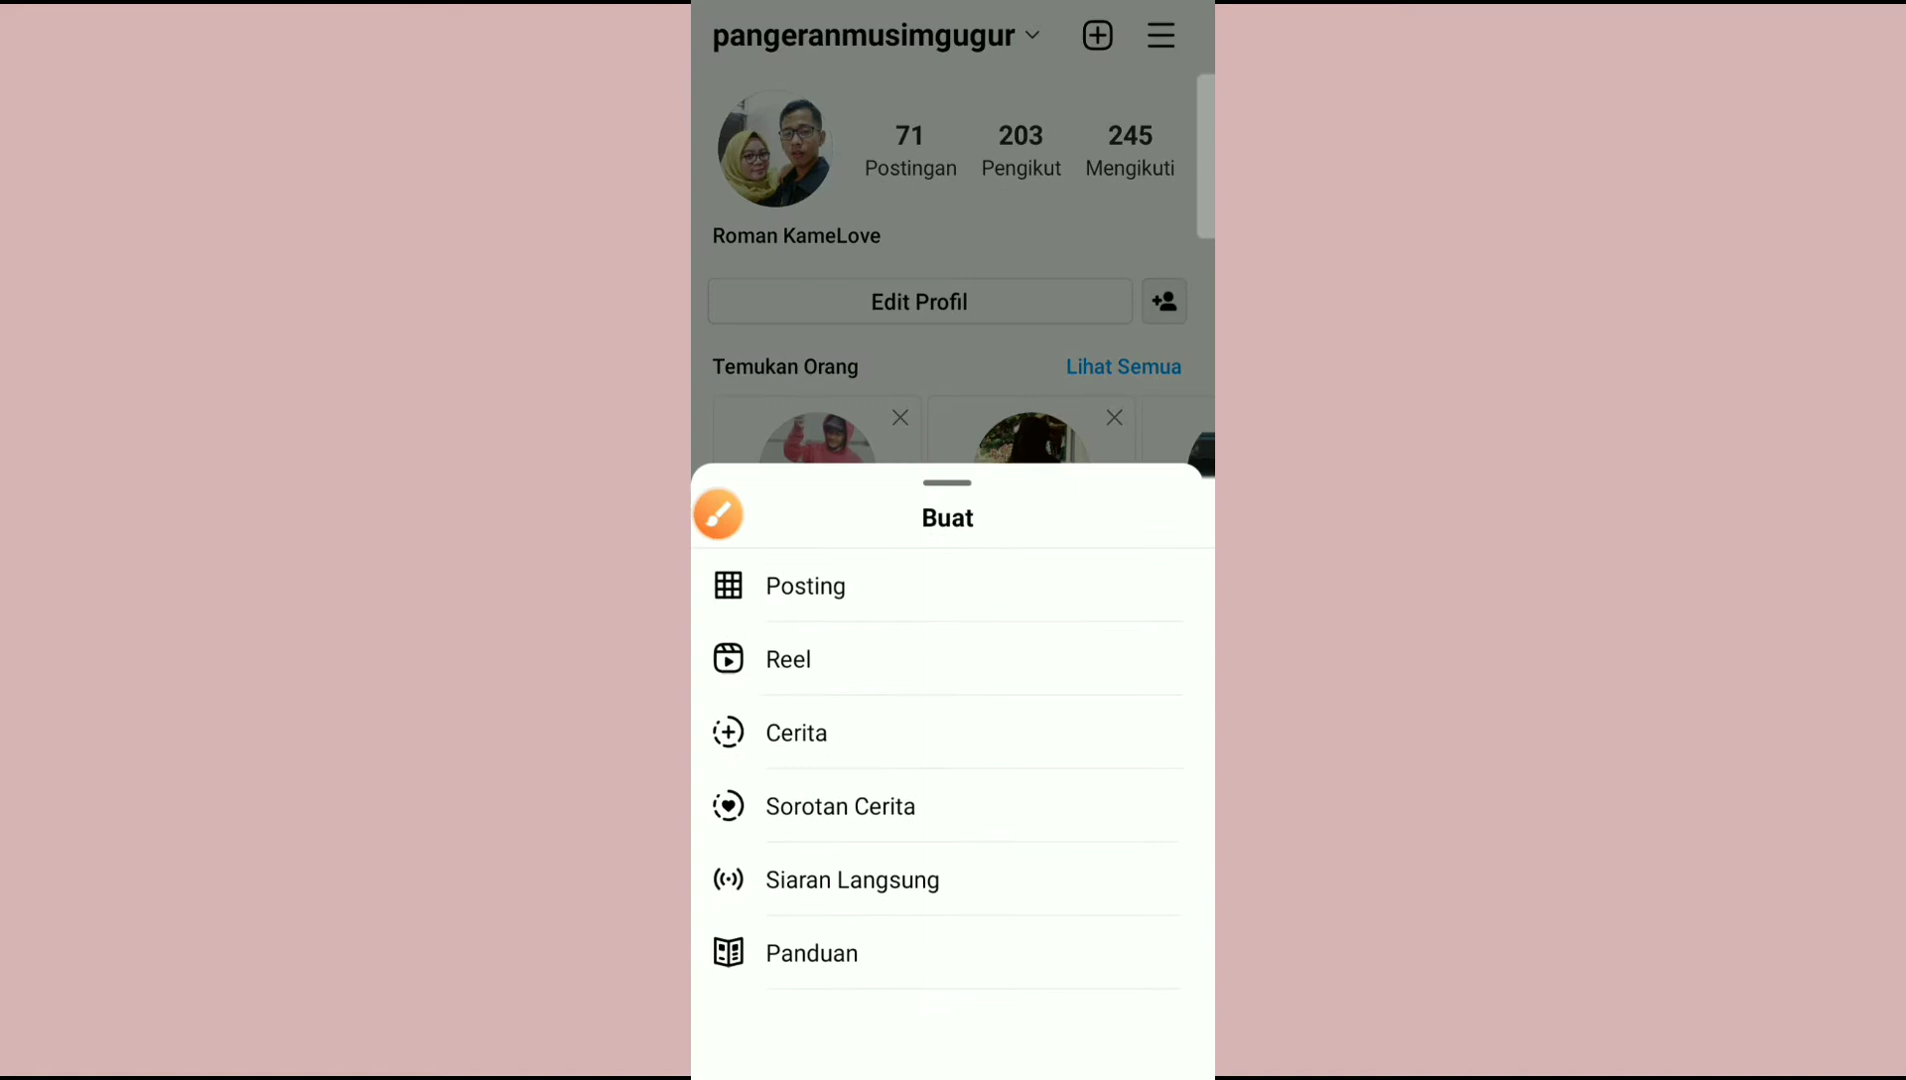 pangeranmusimgugur
71 203 245
Postingan Pengikut Mengikuti
Roman KameLove
Edit Profil
Temukan Orang Lihat Semua
Buat
Posting
Reel
Cerita
Sorotan Cerita
Siaran Langsung
Panduan